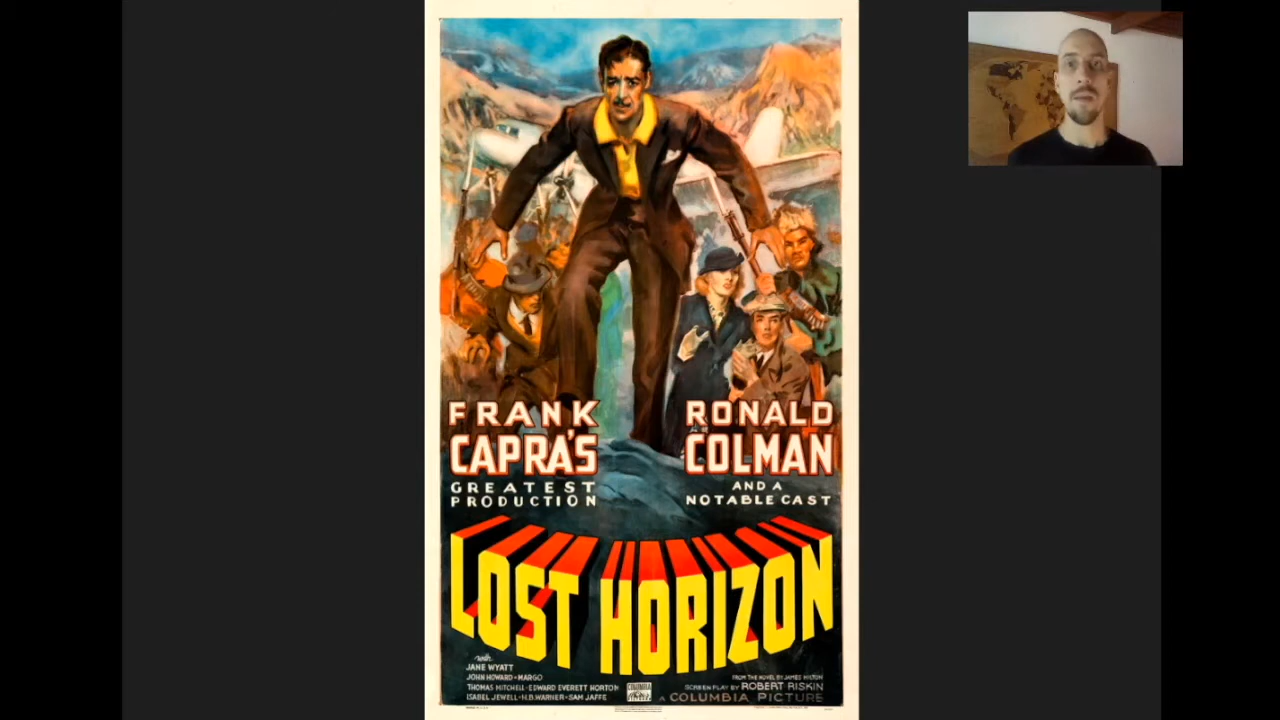 FRANK
CAPRA'S
GREATEST
PRODUCTION
RONALD
COLMAN
AND A
NOTABLE CAST
LOST HORIZON
with
JANE WYATT
JOHN HOWARD - MARGO
THOMAS MITCHELL - EDWARD EVERETT HORTON
ISABEL JEWELL - H.B. WARNER - SAM JAFFE
COLUMBIA
FROM THE NOVEL BY JAMES HILTON
SCREEN PLAY BY ROBERT RISKIN
A COLUMBIA PICTURE